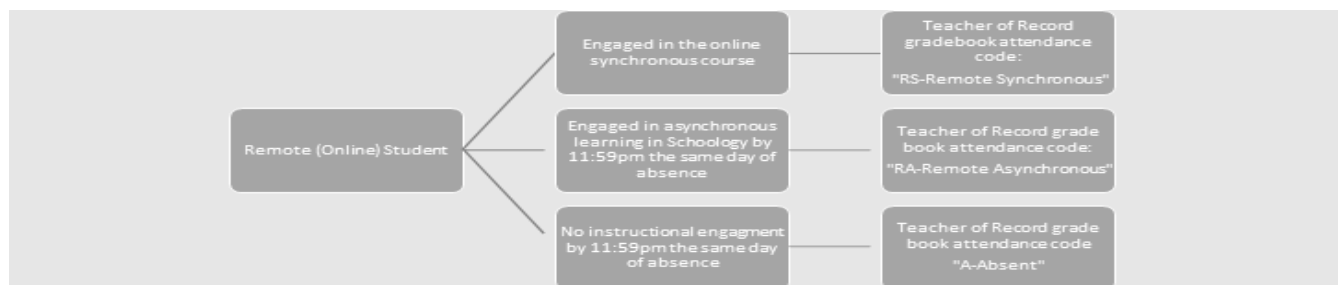 Remote (Online) Student
Engaged in the online
synchronous course
Teacher of Record
gradebook attendance
code:
"RS-Remote Synchronous"
Engaged in asynchronous
learning in Schoology by
11:59pm the same day of
absence
Teacher of Record grade
book attendance code:
"RA-Remote Asynchronous"
No instructional engagment
by 11:59pm the same day
of absence
Teacher of Record grade
book attendance code
"A-Absent"